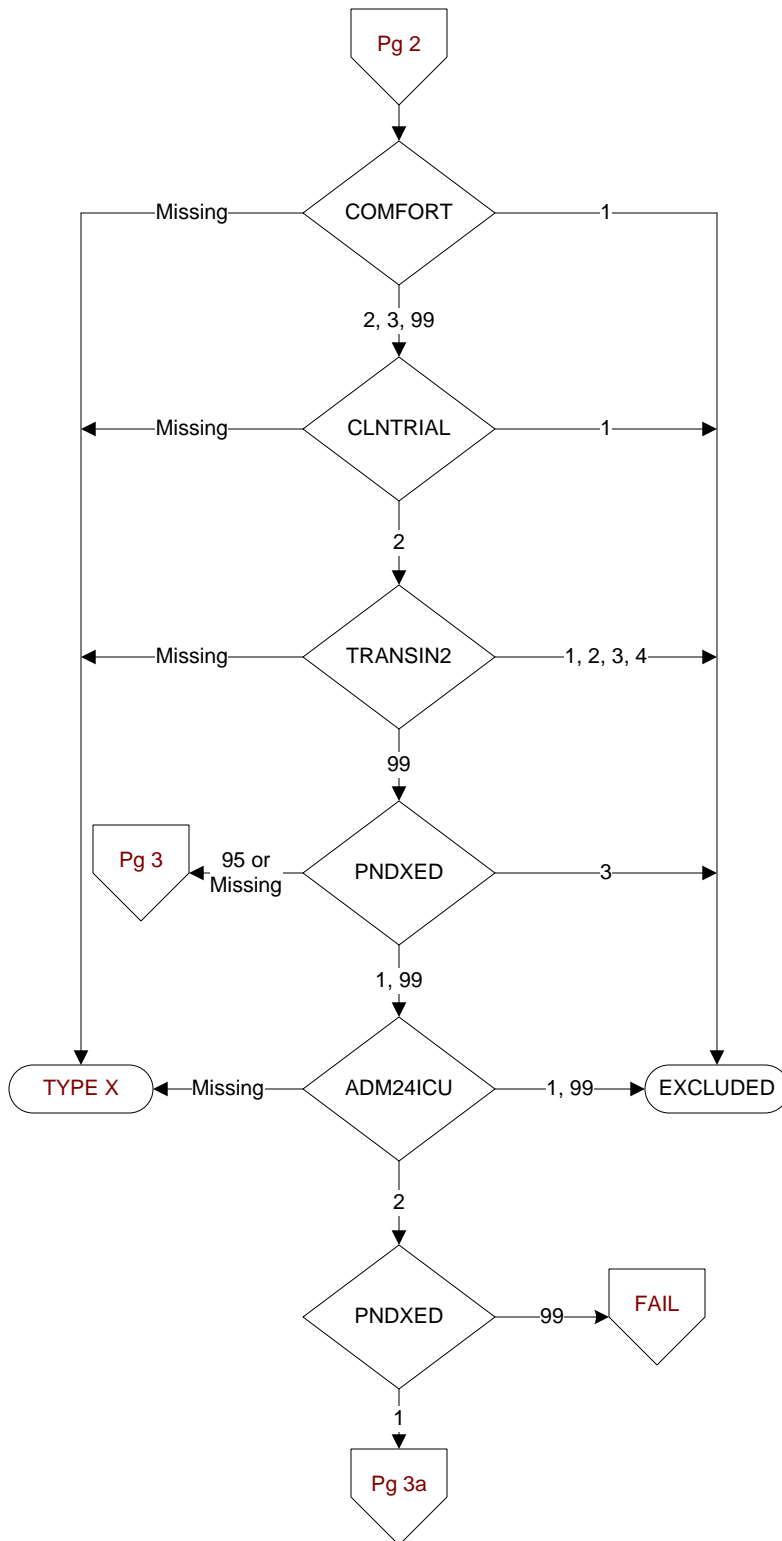 Pg 2
COMFORT
Missing
1
2, 3, 99
CLNTRIAL
Missing
1
2
TRANSIN2
Missing
1, 2, 3, 4
99
Pg 3
95 or
Missing
PNDXED
3
1, 99
TYPE X
Missing
ADM24ICU
1, 99
EXCLUDED
2
PNDXED
99
FAIL
1
Pg 3a